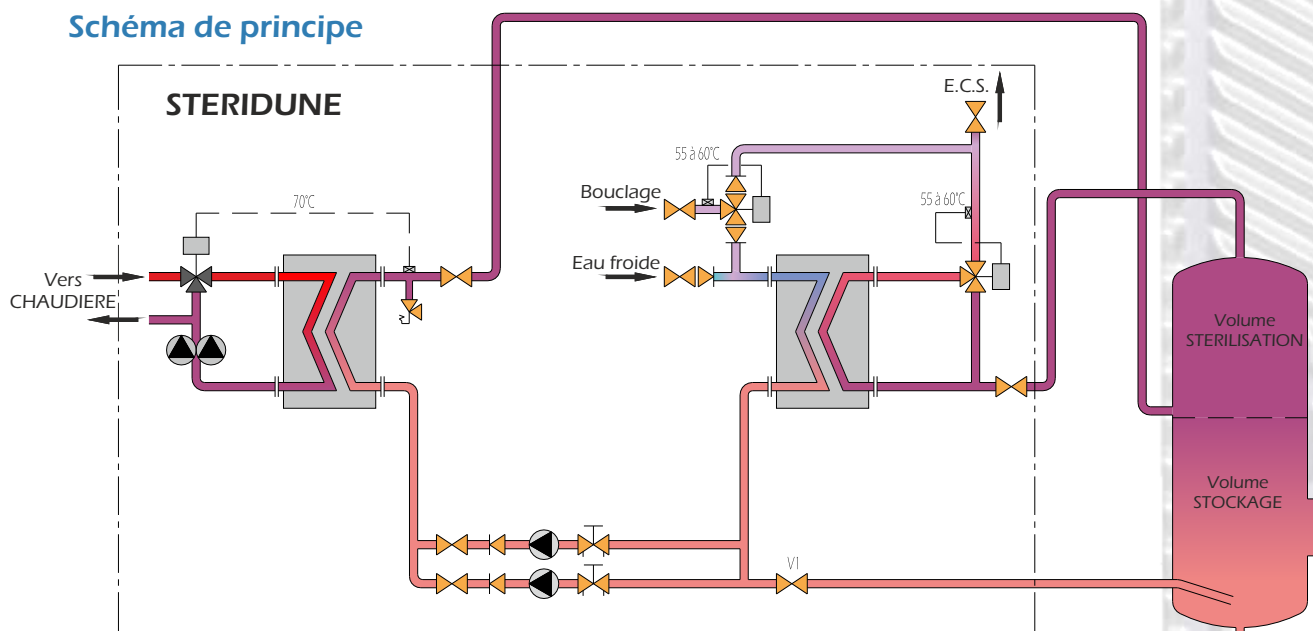 Schéma de principe
STERIDUNE
E.C.S.
55 à 60°C
Bouclage
55 à 60°C
70°C
Eau froide
Vers
CHAUDIERE
Volume
STERILISATION
Volume
STOCKAGE
V1